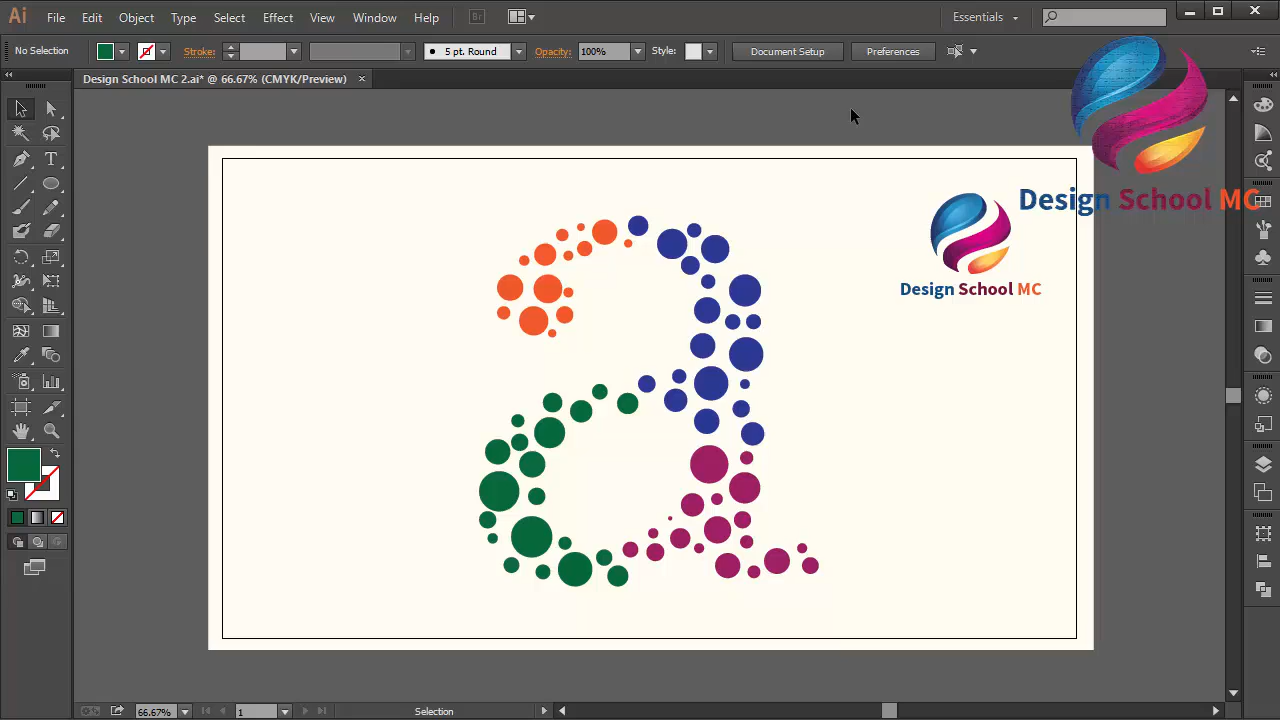 Ai File Edit Object Type Select Effect View Window Help Br Essentials
No Selection Stroke: 5 pt. Round Opacity: 100% Style: Document Setup Preferences
Design School MC 2.ai* @ 66.67% (CMYK/Preview) ×
Design School MC
Design School MC
a
66.67% 1 Selection